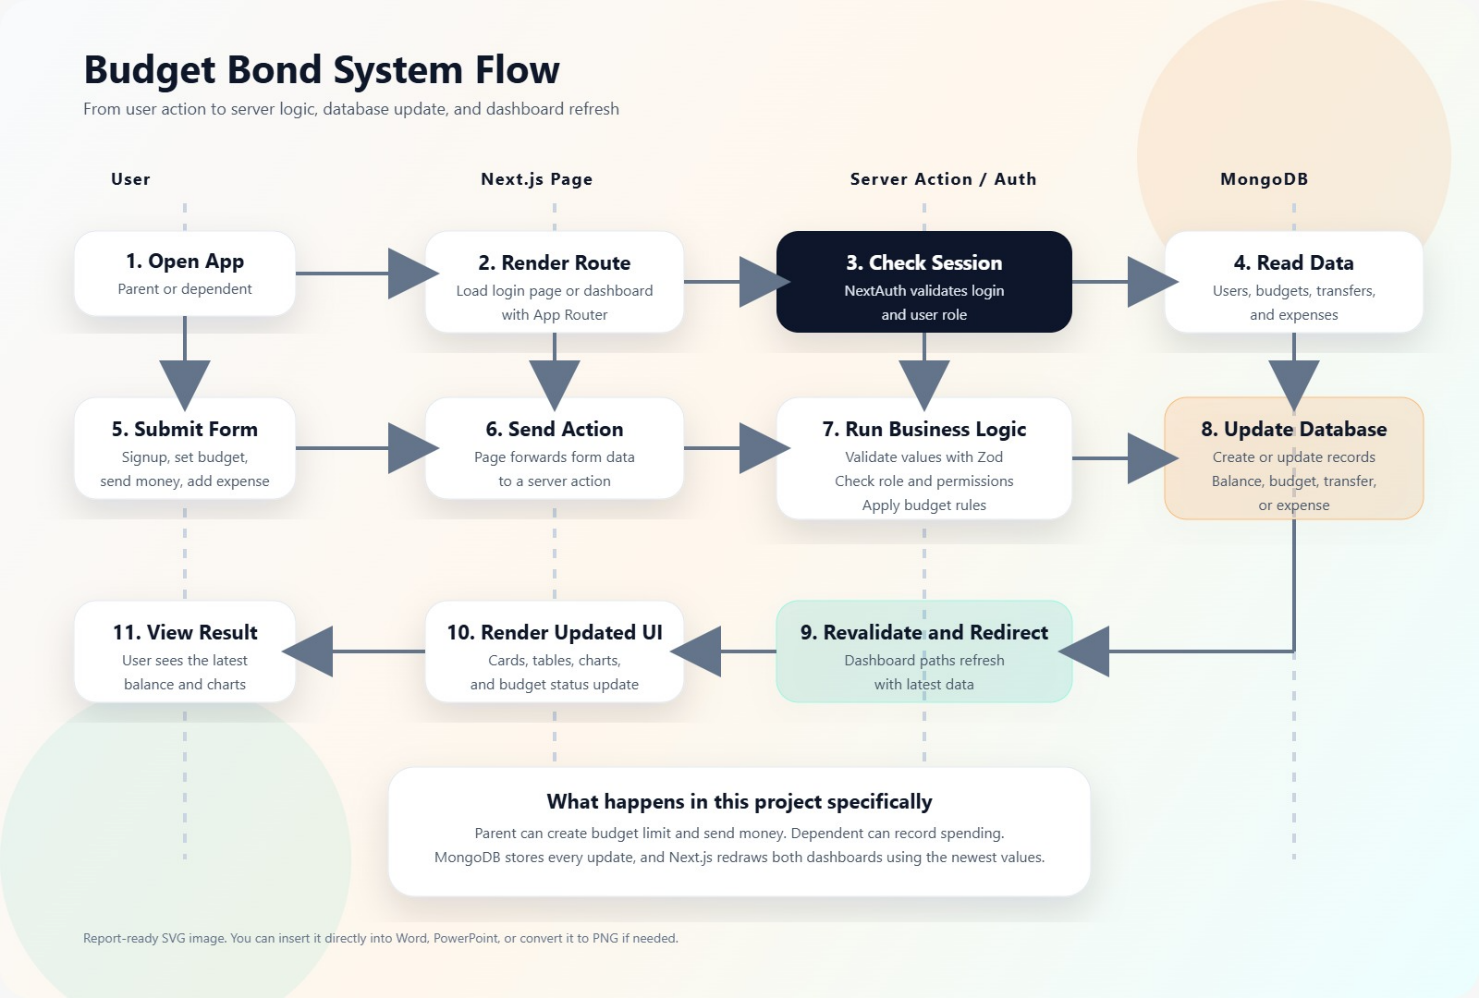 Budget Bond System Flow
From user action to server logic, database update, and dashboard refresh
User
Next.js Page
Server Action / Auth
MongoDB
1. Open App
Parent or dependent
2. Render Route
Load login page or dashboard
with App Router
3. Check Session
NextAuth validates login
and user role
4. Read Data
Users, budgets, transfers,
and expenses
5. Submit Form
Signup, set budget,
send money, add expense
6. Send Action
Page forwards form data
to a server action
7. Run Business Logic
Validate values with Zod
Check role and permissions
Apply budget rules
8. Update Database
Create or update records
Balance, budget, transfer,
or expense
11. View Result
User sees the latest
balance and charts
10. Render Updated UI
Cards, tables, charts,
and budget status update
9. Revalidate and Redirect
Dashboard paths refresh
with latest data
What happens in this project specifically
Parent can create budget limit and send money. Dependent can record spending.
MongoDB stores every update, and Next.js redraws both dashboards using the newest values.
Report-ready SVG image. You can insert it directly into Word, PowerPoint, or convert it to PNG if needed.